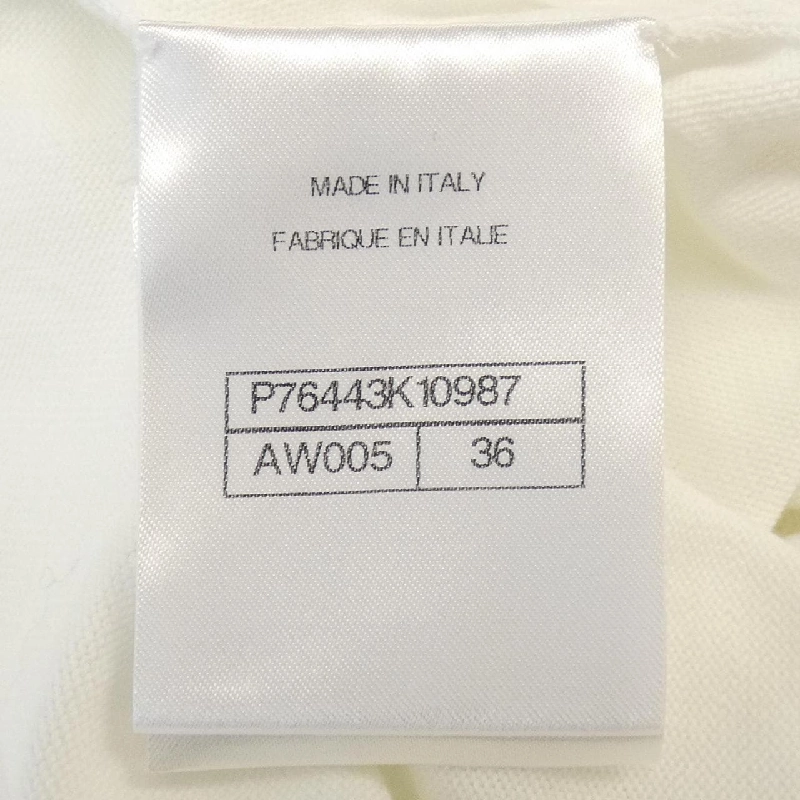 MADE IN ITALY
FABRIQUE EN ITALIE
P76443K10987
AW005 36